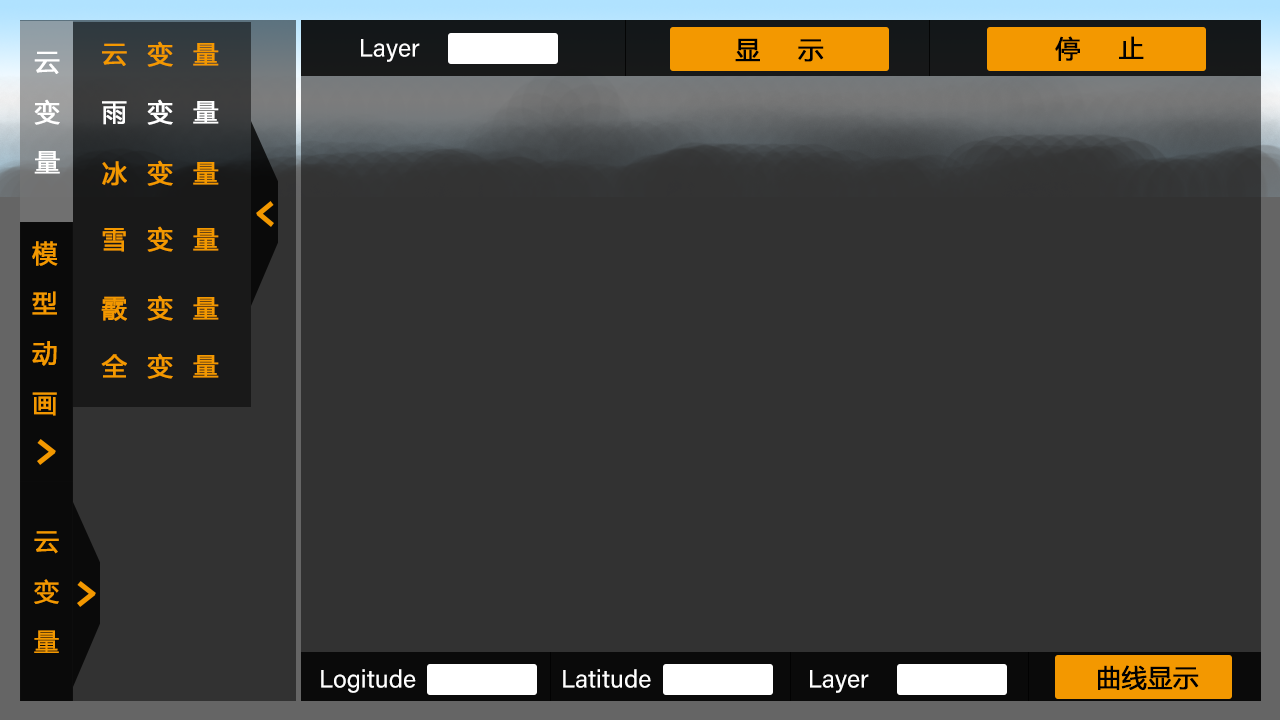 云变量
模型动画
>
云变量
>
云 变 量
雨 变 量
冰 变 量
雪 变 量
霰 变 量
全 变 量
<
Layer
显 示
停 止
Logitude
Latitude
Layer
曲线显示